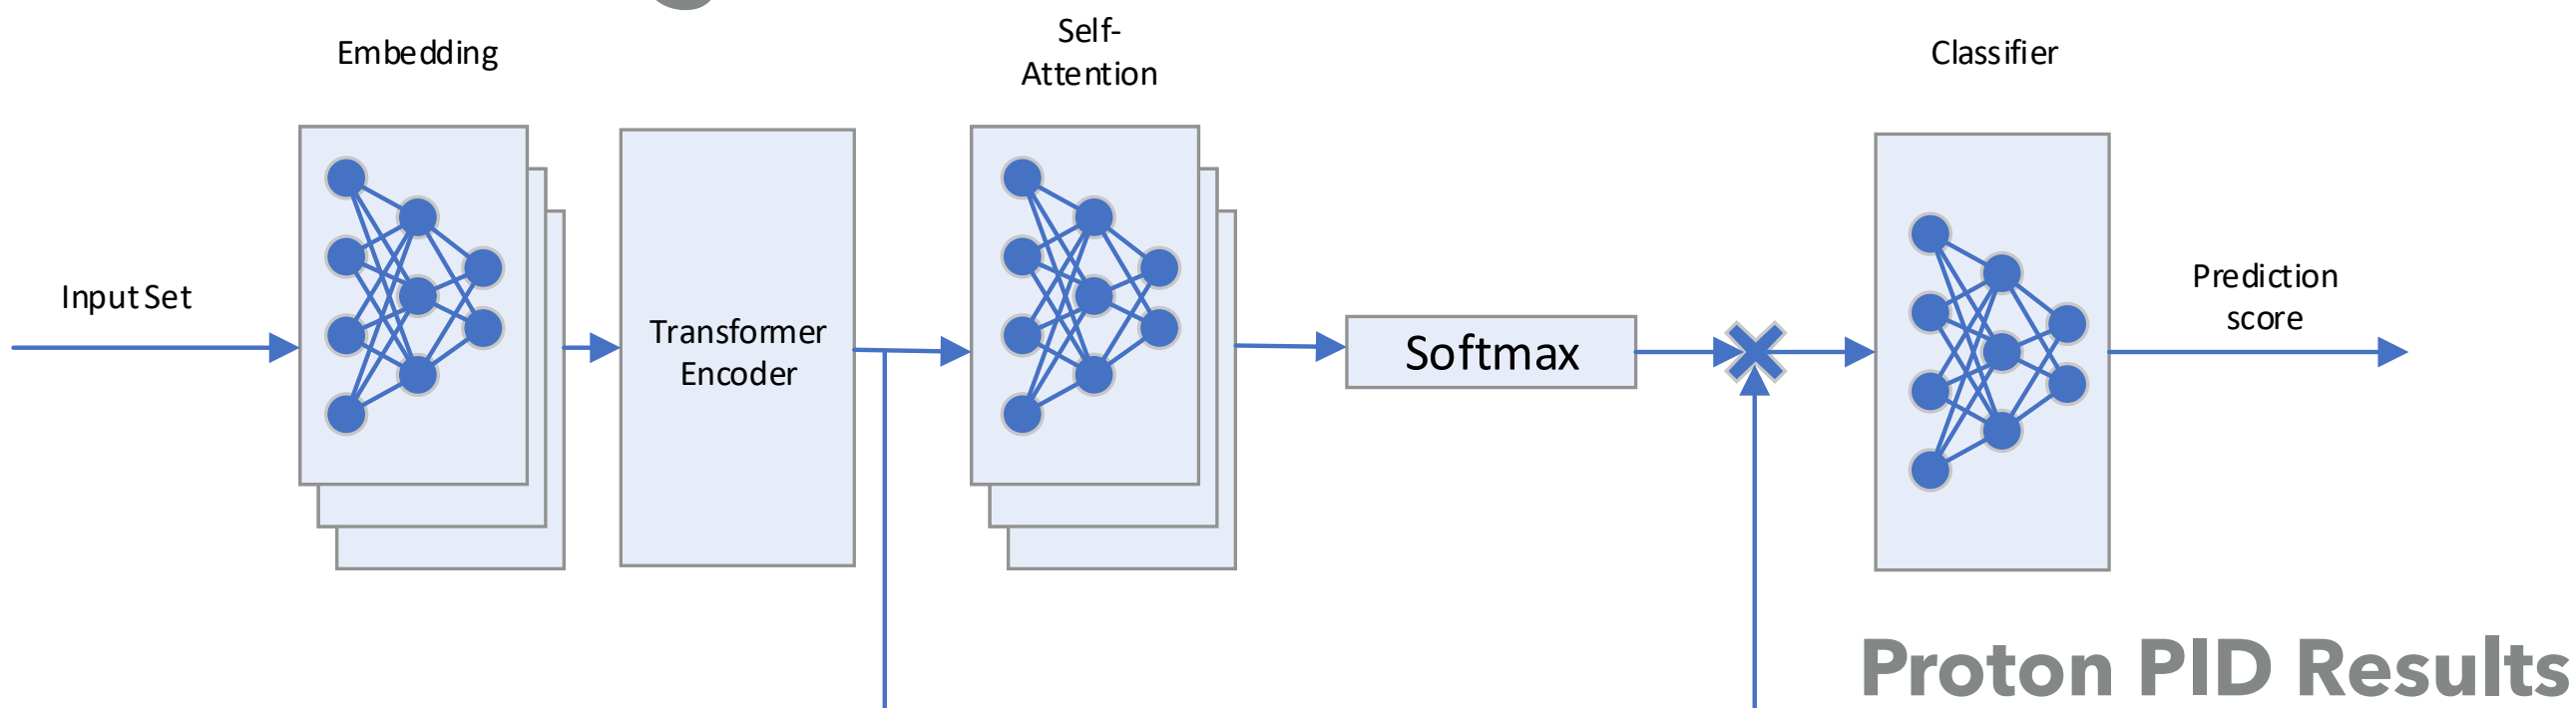 Embedding
Self-
Attention
Classifier
Input Set
Transformer
Encoder
Softmax
Prediction
score
Proton PID Results